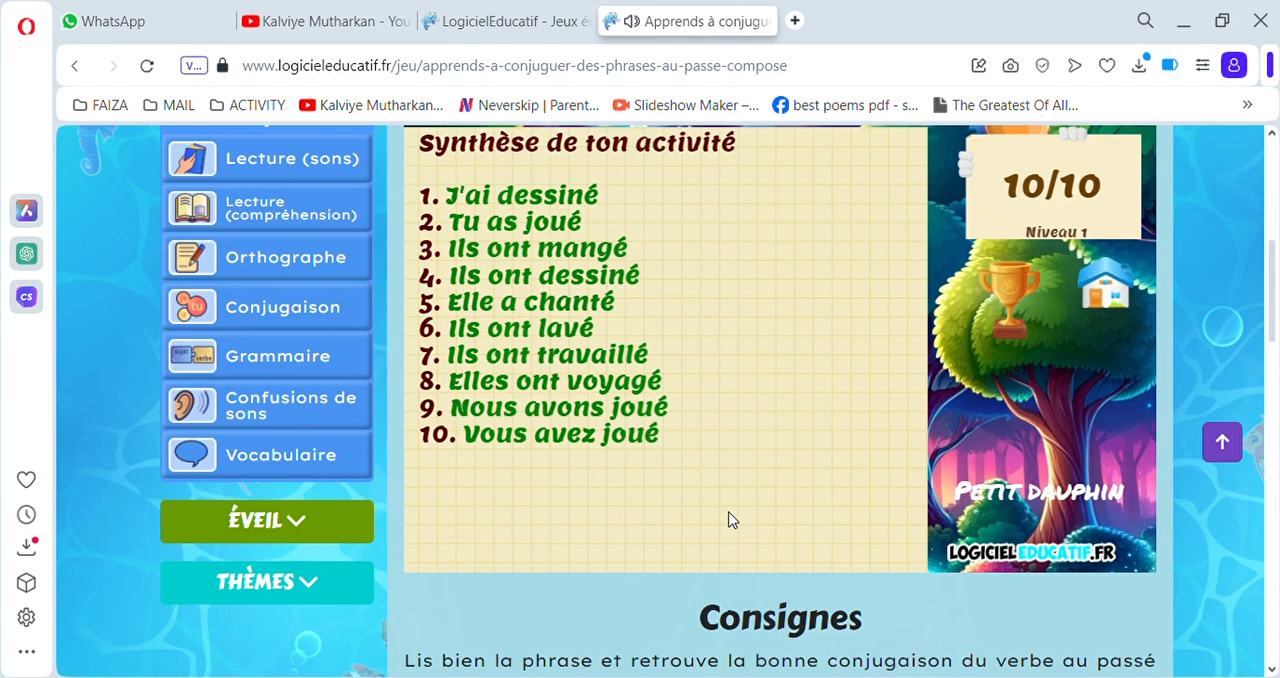 WhatsApp
Kalviye Mutharkan - You
LogicielEducatif - Jeux é
Apprends à conjugu
V...
www.logicieleducatif.fr/jeu/apprends-a-conjuguer-des-phrases-au-passe-compose
FAIZA
MAIL
ACTIVITY
Kalviye Mutharkan...
Neverskip | Parent...
Slideshow Maker –...
best poems pdf - s...
The Greatest Of All...
»
Lecture (sons)
Lecture
(compréhension)
Orthographe
tu
Conjugaison
Grammaire
Confusions de
sons
Vocabulaire
ÉVEIL
THÈMES
CS
Synthèse de ton activité
1. J'ai dessiné
2. Tu as joué
3. Ils ont mangé
4. Ils ont dessiné
5. Elle a chanté
6. Ils ont lavé
7. Ils ont travaillé
8. Elles ont voyagé
9. Nous avons joué
10. Vous avez joué
10/10
Niveau 1
PETIT DAUPHIN
LOGICIELEDUCATIF.FR
Consignes
Lis bien la phrase et retrouve la bonne conjugaison du verbe au passé